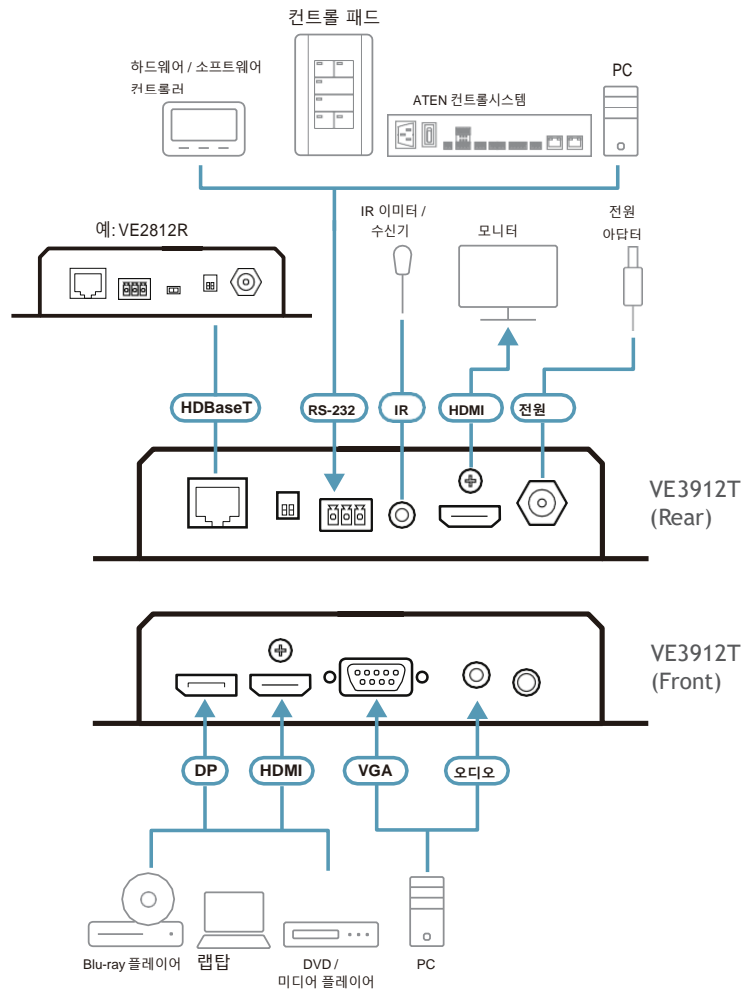 컨트롤 패드
하드웨어 / 소프트웨어
컨트롤러
PC
ATEN 컨트롤시스템
예: VE2812R
IR 이미터 /
수신기
모니터
전원
아답터
HDBaseT
RS-232
IR
HDMI
전원
VE3912T
(Rear)
VE3912T
(Front)
DP
HDMI
VGA
오디오
Blu-ray 플레이어
랩탑
DVD /
미디어 플레이어
PC